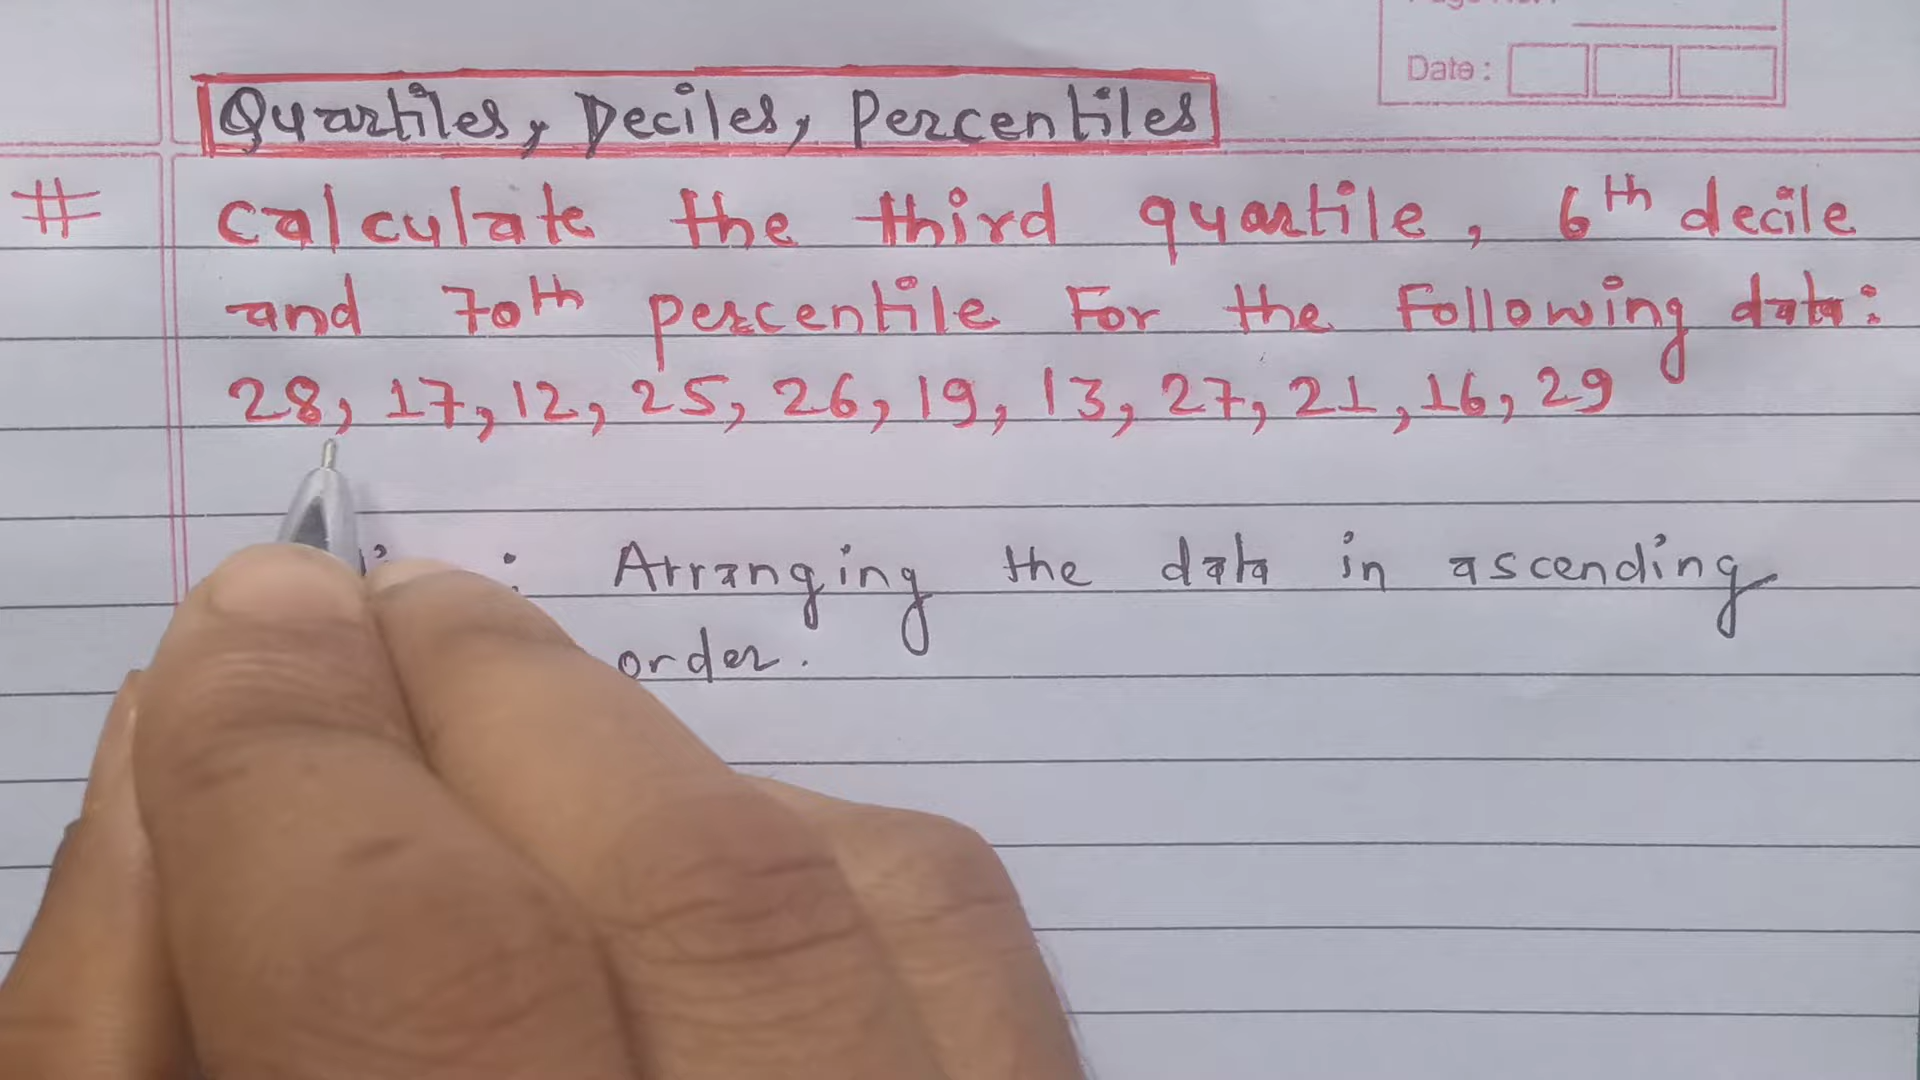 Date :
Quartiles, Deciles, Percentiles
# Calculate the third quartile, 6th decile
and 70th percentile For the Following data:
28, 17, 12, 25, 26, 19, 13, 27, 21, 16, 29
: Arranging the data in ascending
order.